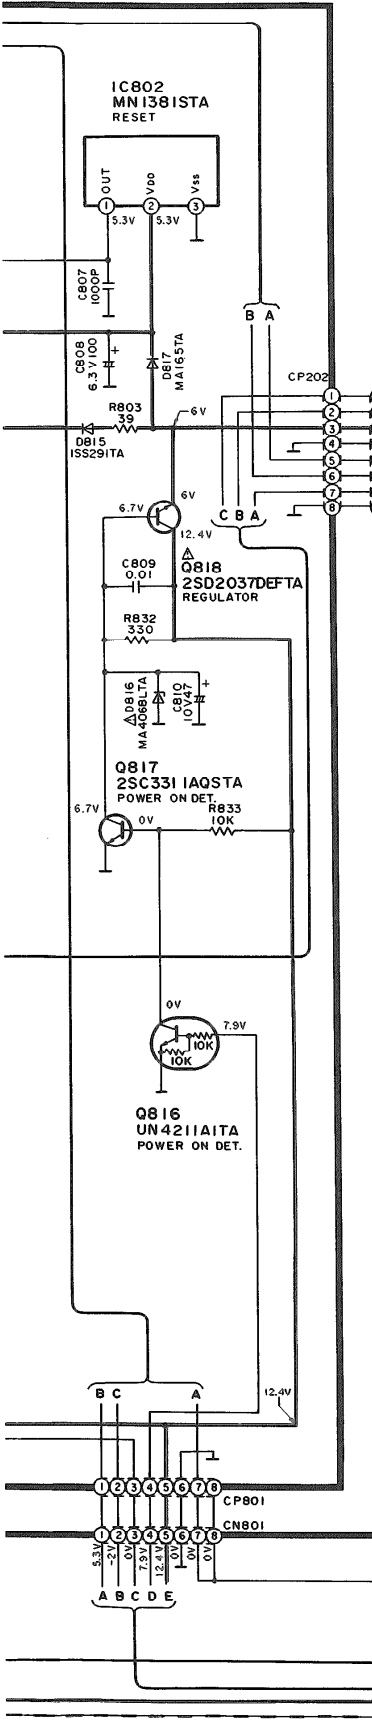 IC802
MN1381STA
RESET
OUT
VDD
VSS
1
2
3
5.3V
5.3V
C807
1000P
C808
6.3V100
+
D817
MA165TA
B A
CP202
1
2
3
4
5
6
7
8
R803
39
6V
D815
ISS291TA
6V
6.7V
12.4V
C B A
Q818
2SD2037DEFTA
REGULATOR
C809
0.01
R832
330
D816
MA4068LTA
C810
10V47
+
Q817
2SC3311AQSTA
POWER ON DET.
6.7V
0V
R833
10K
0V
7.9V
10K
10K
Q816
UN4211A1TA
POWER ON DET.
B C
A
12.4V
1 2 3 4 5 6 7 8
CP801
CN801
1 2 3 4 5 6 7 8
5.3V
-2V
0V
7.9V
12.4V
0V
0V
0V
A B C D E